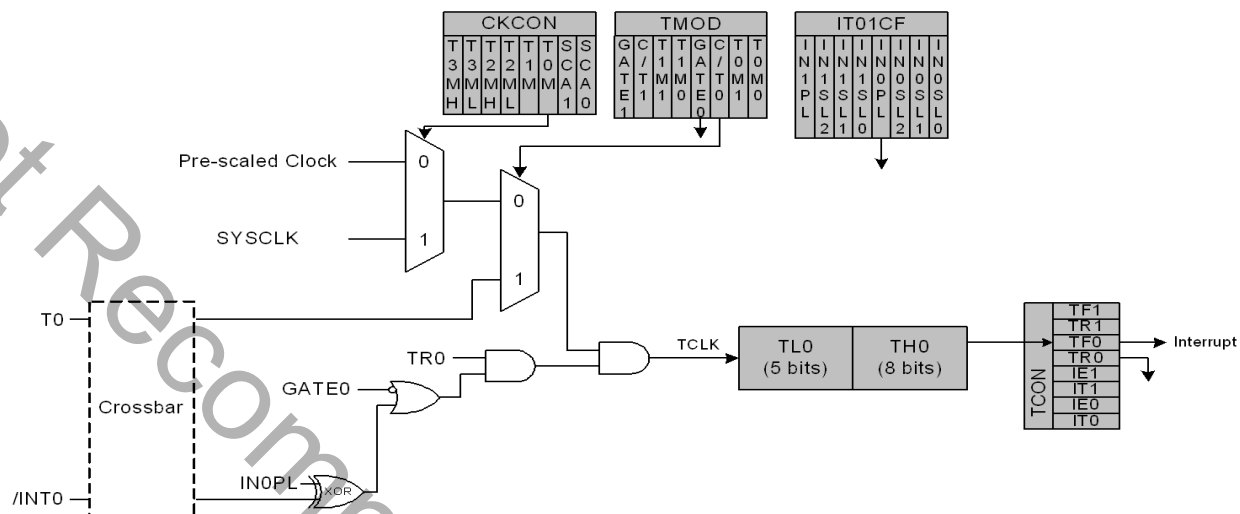 CKCON
T3MH T3ML T2MH T2ML T1M T0M SCA1 SCA0
TMOD
GATE1 C/T1 T1M1 T1M0 GATE0 C/T0 T0M1 T0M0
IT01CF
IN1PL IN1SL2 IN1SL1 IN1SL0 IN0PL IN0SL2 IN0SL1 IN0SL0
Pre-scaled Clock
0
SYSCLK
1
0
1
T0
Crossbar
/INT0
TR0
GATE0
IN0PL
XOR
TCLK
TL0
(5 bits)
TH0
(8 bits)
TCON
TF1
TR1
TF0
TR0
IE1
IT1
IE0
IT0
Interrupt